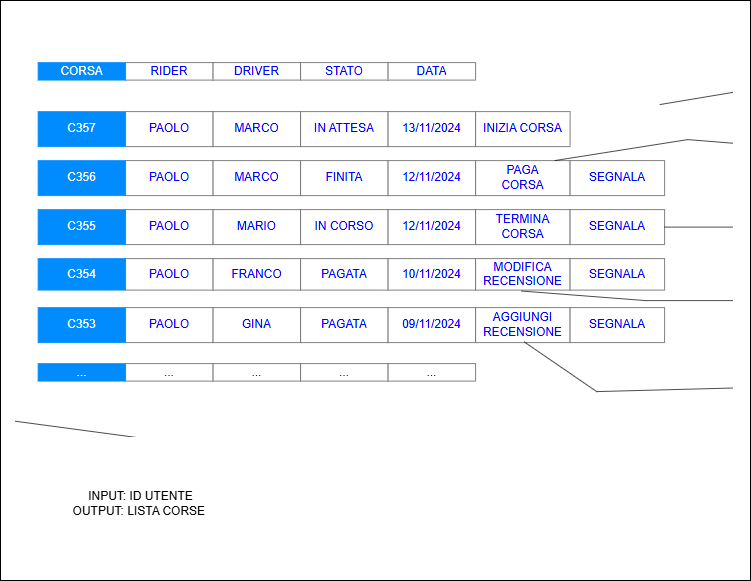 CORSA RIDER DRIVER STATO DATA
C357 PAOLO MARCO IN ATTESA 13/11/2024 INIZIA CORSA
C356 PAOLO MARCO FINITA 12/11/2024 PAGA CORSA SEGNALA
C355 PAOLO MARIO IN CORSO 12/11/2024 TERMINA CORSA SEGNALA
C354 PAOLO FRANCO PAGATA 10/11/2024 MODIFICA RECENSIONE SEGNALA
C353 PAOLO GINA PAGATA 09/11/2024 AGGIUNGI RECENSIONE SEGNALA
... ... ... ... ...
INPUT: ID UTENTE
OUTPUT: LISTA CORSE